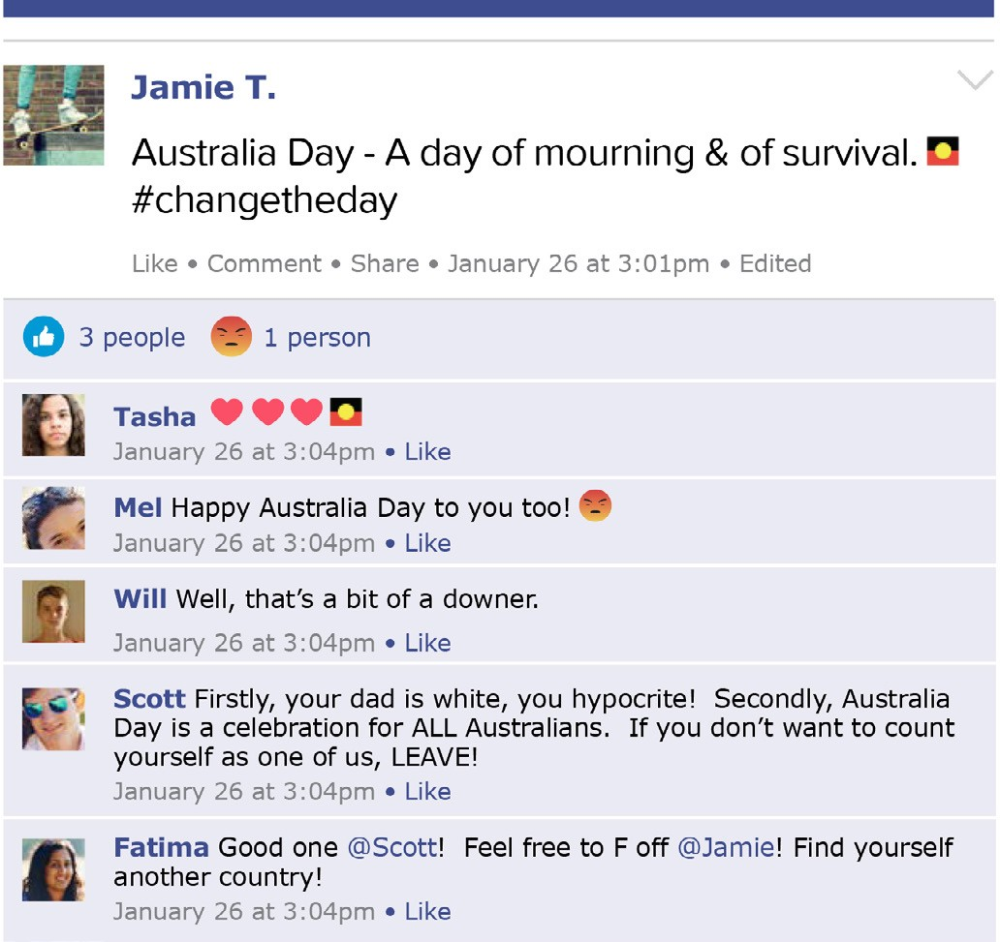 Jamie T.
Australia Day - A day of mourning & of survival.
#changetheday
Like • Comment • Share • January 26 at 3:01pm • Edited
3 people 1 person
Tasha
January 26 at 3:04pm • Like
Mel Happy Australia Day to you too!
January 26 at 3:04pm • Like
Will Well, that’s a bit of a downer.
January 26 at 3:04pm • Like
Scott Firstly, your dad is white, you hypocrite!  Secondly, Australia
Day is a celebration for ALL Australians.  If you don’t want to count
yourself as one of us, LEAVE!
January 26 at 3:04pm • Like
Fatima Good one @Scott!  Feel free to F off @Jamie! Find yourself
another country!
January 26 at 3:04pm • Like